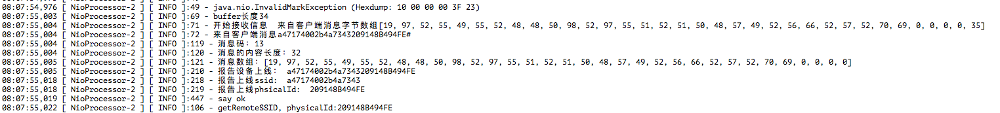 08:07:54,976 [ NioProcessor-2 ] [ INFO ]:49 - java.nio.InvalidMarkException (Hexdump: 10 00 00 00 3F 23)
08:07:55,003 [ NioProcessor-2 ] [ INFO ]:69 - buffer长度34
08:07:55,004 [ NioProcessor-2 ] [ INFO ]:71 - 开始接收信息  来自客户端消息字节数组[19, 97, 52, 55, 49, 55, 52, 48, 48, 50, 98, 52, 97, 55, 51, 52, 51, 50, 48, 57, 49, 52, 56, 66, 52, 57, 52, 70, 69, 0, 0, 0, 0, 35]
08:07:55,004 [ NioProcessor-2 ] [ INFO ]:72 - 来自客户端消息a47174002b4a7343209148B494FE#
08:07:55,004 [ NioProcessor-2 ] [ INFO ]:119 - 消息码：13
08:07:55,004 [ NioProcessor-2 ] [ INFO ]:120 - 消息的内容长度：32
08:07:55,005 [ NioProcessor-2 ] [ INFO ]:121 - 消息数组：[19, 97, 52, 55, 49, 55, 52, 48, 48, 50, 98, 52, 97, 55, 51, 52, 51, 50, 48, 57, 49, 52, 56, 66, 52, 57, 52, 70, 69, 0, 0, 0, 0]
08:07:55,005 [ NioProcessor-2 ] [ INFO ]:210 - 报告设备上线： a47174002b4a7343209148B494FE
08:07:55,018 [ NioProcessor-2 ] [ INFO ]:218 - 报告上线ssid:  a47174002b4a7343
08:07:55,018 [ NioProcessor-2 ] [ INFO ]:219 - 报告上线phsicalId:  209148B494FE
08:07:55,019 [ NioProcessor-2 ] [ INFO ]:447 - say ok
08:07:55,022 [ NioProcessor-2 ] [ INFO ]:106 - getRemoteSSID, physicalId:209148B494FE